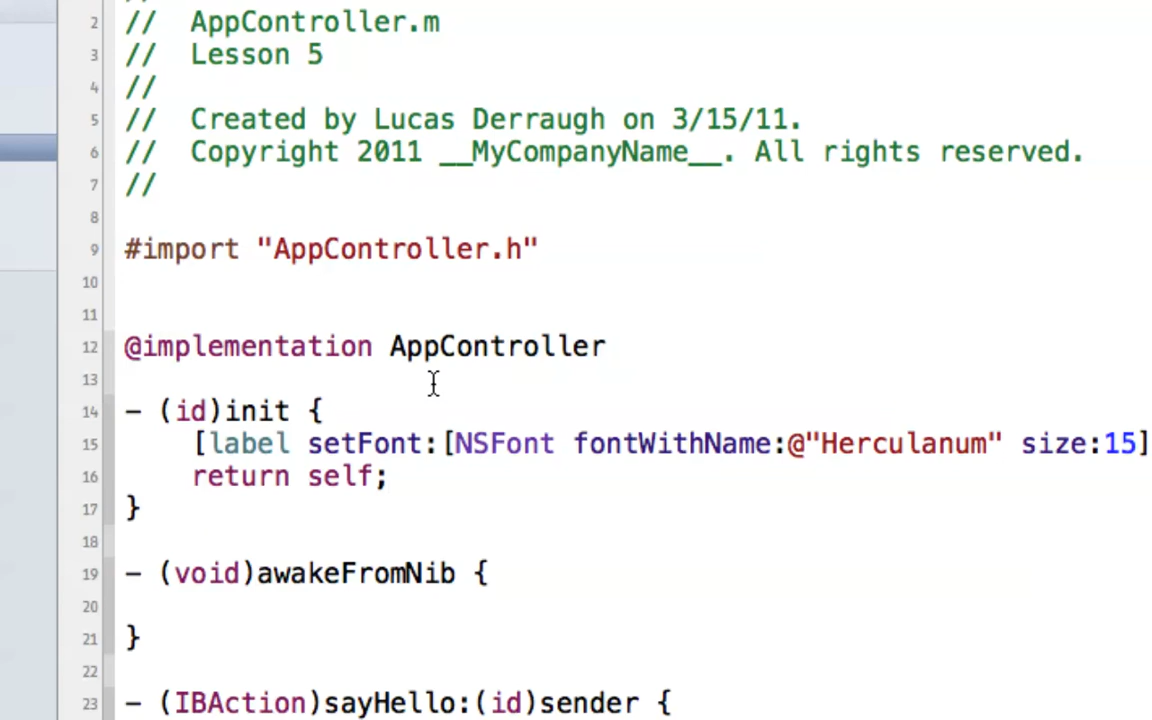 2 // AppController.m
3 // Lesson 5
4 //
5 // Created by Lucas Derraugh on 3/15/11.
6 // Copyright 2011 __MyCompanyName__. All rights reserved.
7 //
8
9 #import "AppController.h"
10
11
12 @implementation AppController
13
14 - (id)init {
15 [label setFont:[NSFont fontWithName:@"Herculanum" size:15]
16 return self;
17 }
18
19 - (void)awakeFromNib {
20
21 }
22
23 - (IBAction)sayHello:(id)sender {